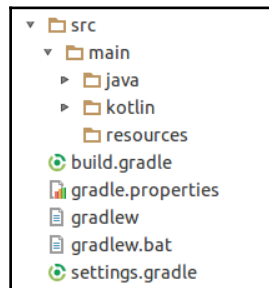 src
main
java
kotlin
resources
build.gradle
gradle.properties
gradlew
gradlew.bat
settings.gradle